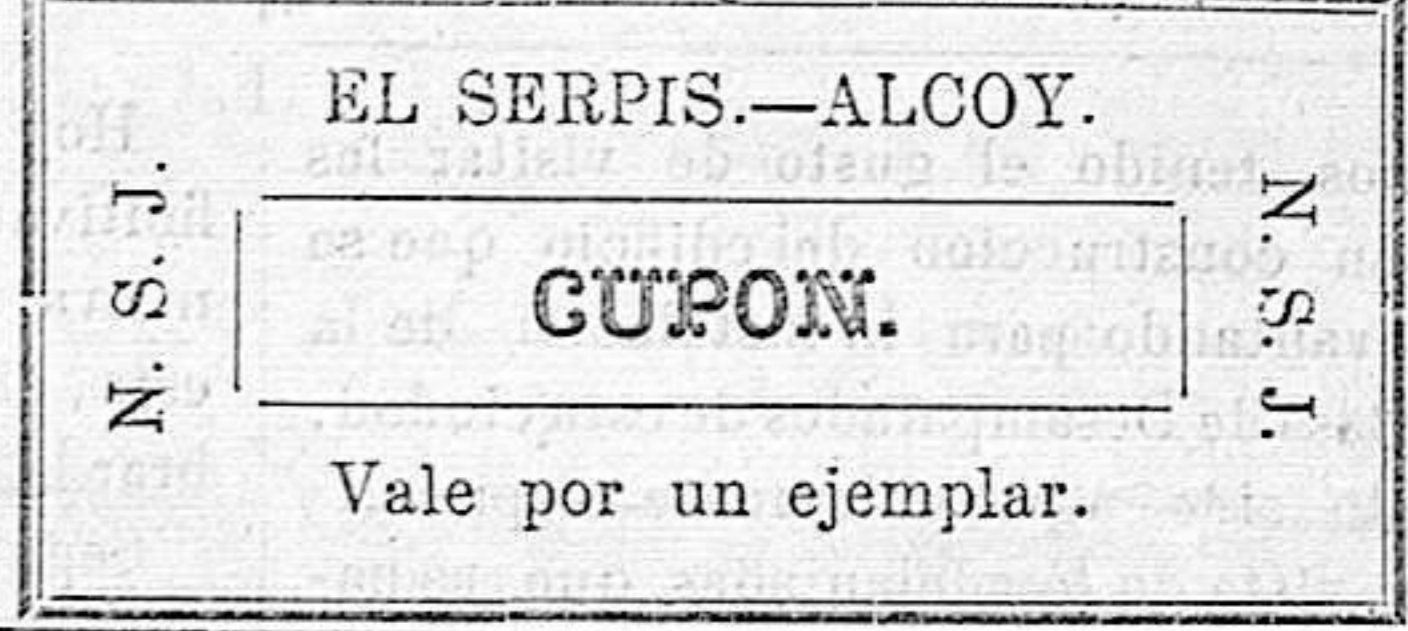 EL SERPIS.—ALCOY.
N. S. J.
CUPON.
N. S. J.
Vale por un ejemplar.